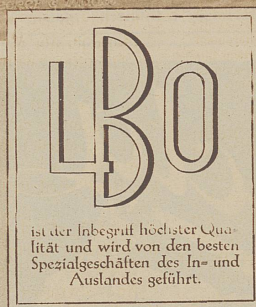 LBO
ist der Inbegriff höchster Qua-
lität und wird von den besten
Spezialgeschäften des In- und
Auslandes geführt.